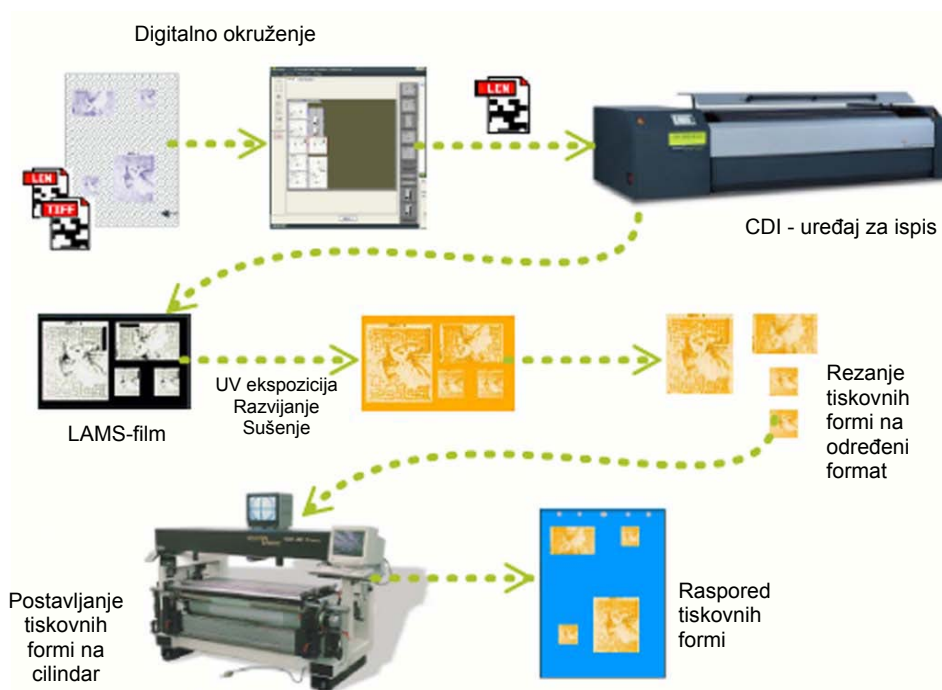 Digitalno okruženje
LEN
LEN
TIFF
CDI - uređaj za ispis
UV ekspozicija
Razvijanje
Sušenje
LAMS-film
Rezanje
tiskovnih
formi na
određeni
format
Postavljanje
tiskovnih
formi na
cilindar
Raspored
tiskovnih
formi